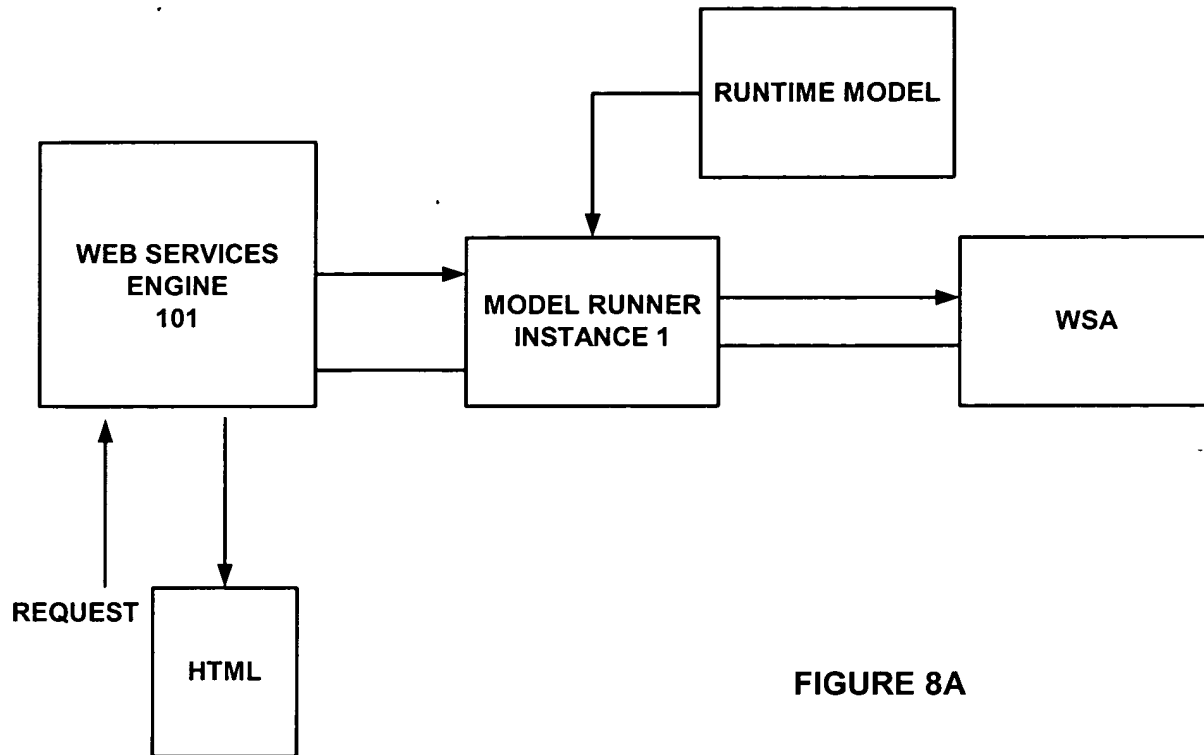 RUNTIME MODEL
WEB SERVICES
ENGINE
101
MODEL RUNNER
INSTANCE 1
WSA
REQUEST
HTML
FIGURE 8A